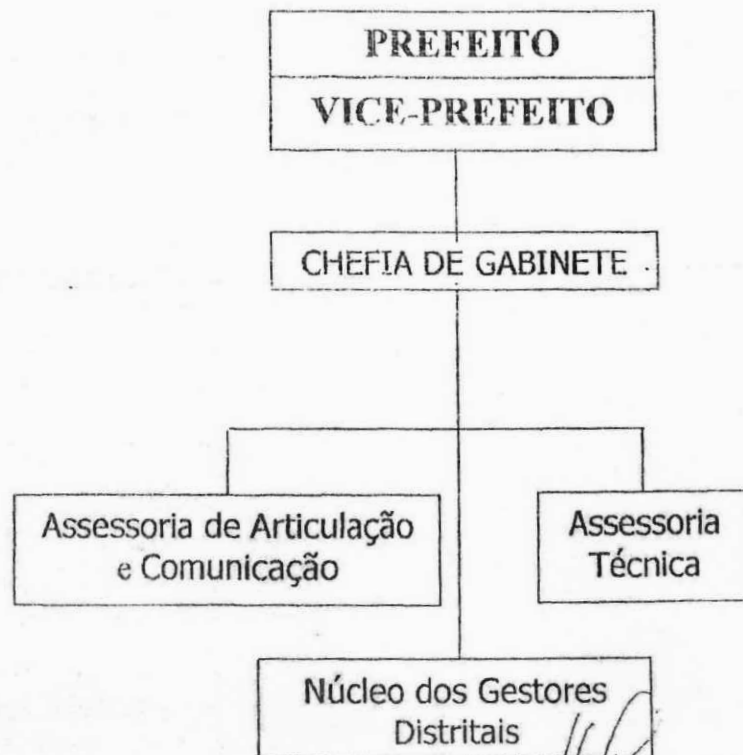 PREFEITO
VICE-PREFEITO
CHEFIA DE GABINETE
Assessoria de Articulação
e Comunicação
Assessoria
Técnica
Núcleo dos Gestores
Distritais